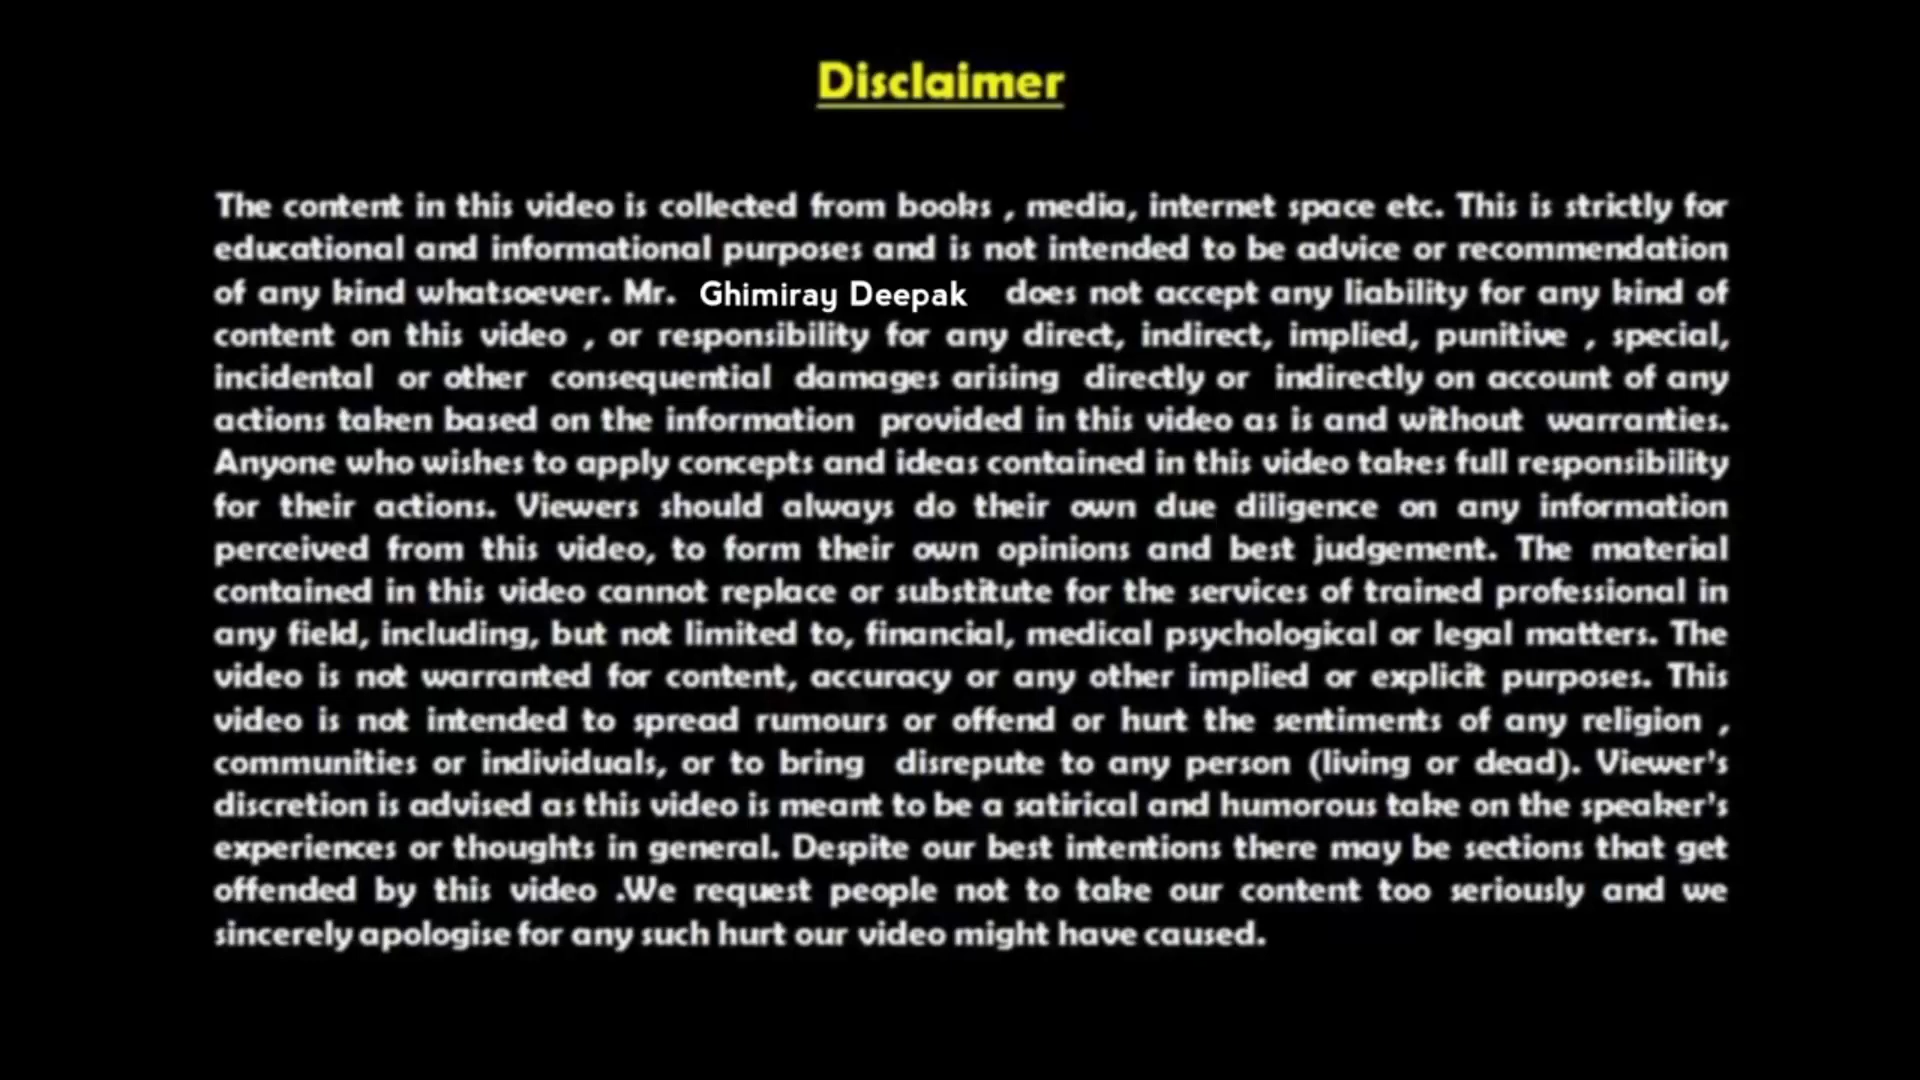 Disclaimer
The content in this video is collected from books , media, internet space etc. This is strictly for
educational and informational purposes and is not intended to be advice or recommendation
of any kind whatsoever. Mr. Ghimiray Deepak does not accept any liability for any kind of
content on this video , or responsibility for any direct, indirect, implied, punitive , special,
incidental or other consequential damages arising directly or indirectly on account of any
actions taken based on the information provided in this video as is and without warranties.
Anyone who wishes to apply concepts and ideas contained in this video takes full responsibility
for their actions. Viewers should always do their own due diligence on any information
perceived from this video, to form their own opinions and best judgement. The material
contained in this video cannot replace or substitute for the services of trained professional in
any field, including, but not limited to, financial, medical psychological or legal matters. The
video is not warranted for content, accuracy or any other implied or explicit purposes. This
video is not intended to spread rumours or offend or hurt the sentiments of any religion ,
communities or individuals, or to bring disrepute to any person (living or dead). Viewer's
discretion is advised as this video is meant to be a satirical and humorous take on the speaker's
experiences or thoughts in general. Despite our best intentions there may be sections that get
offended by this video .We request people not to take our content too seriously and we
sincerely apologise for any such hurt our video might have caused.